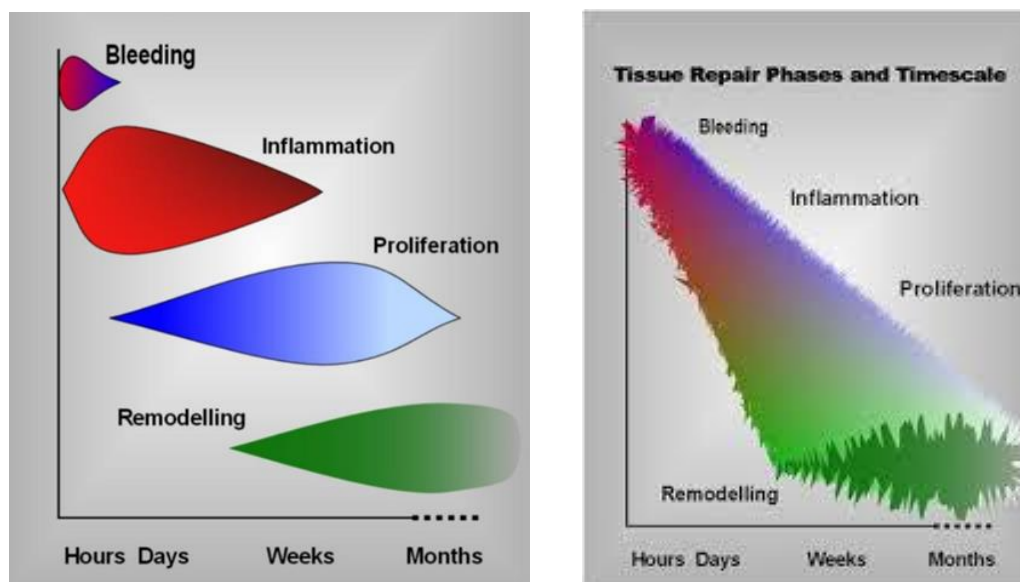 Bleeding
Inflammation
Proliferation
Remodelling
Hours Days Weeks Months
Tissue Repair Phases and Timescale
Bleeding
Inflammation
Proliferation
Remodelling
Hours Days Weeks Months